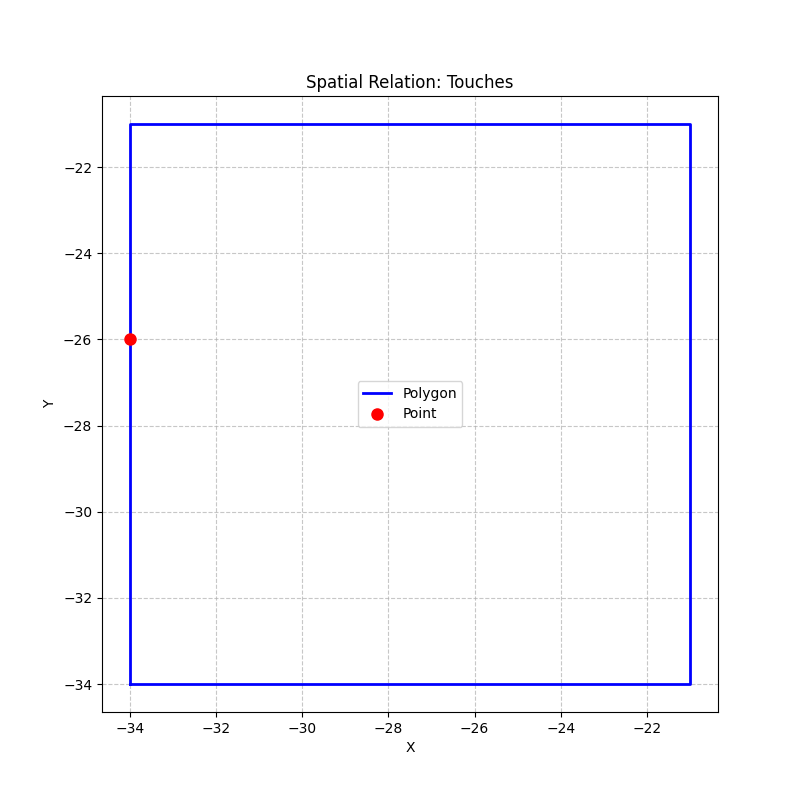 Spatial Relation: Touches
−22
−24
−26
−28
−30
−32
−34
Y
Polygon
Point
−34 −32 −30 −28 −26 −24 −22
X